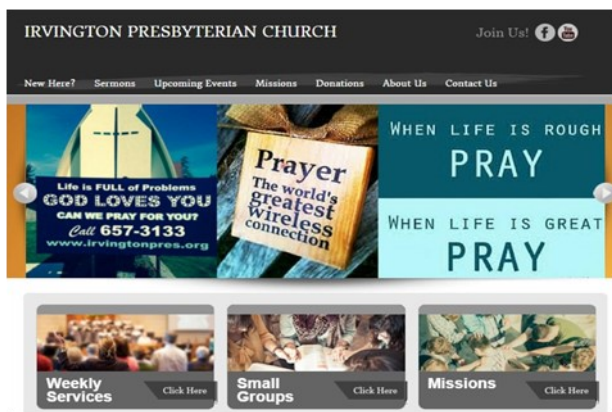 IRVINGTON PRESBYTERIAN CHURCH
Join Us!
New Here? Sermons Upcoming Events Missions Donations About Us Contact Us
Life is FULL of Problems
GOD LOVES YOU
CAN WE PRAY FOR YOU?
Call 657-3133
www.irvingtonpres.org
Prayer
The world's
greatest
wireless
connection
WHEN LIFE IS ROUGH
PRAY
WHEN LIFE IS GREAT
PRAY
Weekly
Services
Click Here
Small
Groups
Click Here
Missions
Click Here